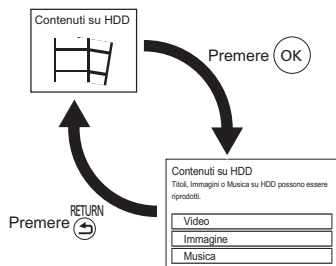 Contenuti su HDD
Premere OK
Contenuti su HDD
Titoli, Immagini o Musica su HDD possono essere
riprodotti.
Video
Immagine
Musica
RETURN
Premere